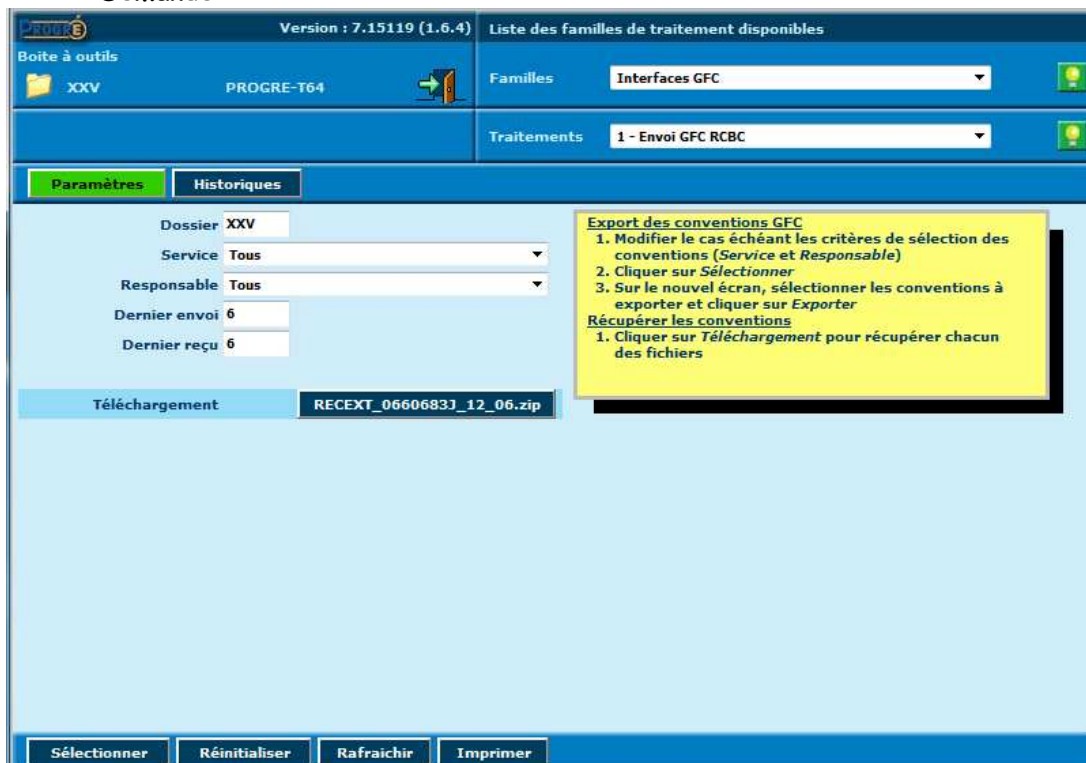 PROGRÉ Version : 7.15119 (1.6.4) Liste des familles de traitement disponibles
Boite à outils
XXV PROGRE-T64 Familles Interfaces GFC
Traitements 1 - Envoi GFC RCBC
Paramètres Historiques
Dossier XXV
Service Tous
Responsable Tous
Dernier envoi 6
Dernier reçu 6
Téléchargement RECEXT_0660683J_12_06.zip
Export des conventions GFC
1. Modifier le cas échéant les critères de sélection des
conventions (Service et Responsable)
2. Cliquer sur Sélectionner
3. Sur le nouvel écran, sélectionner les conventions à
exporter et cliquer sur Exporter
Récupérer les conventions
1. Cliquer sur Téléchargement pour récupérer chacun
des fichiers
Sélectionner Réinitialiser Rafraichir Imprimer